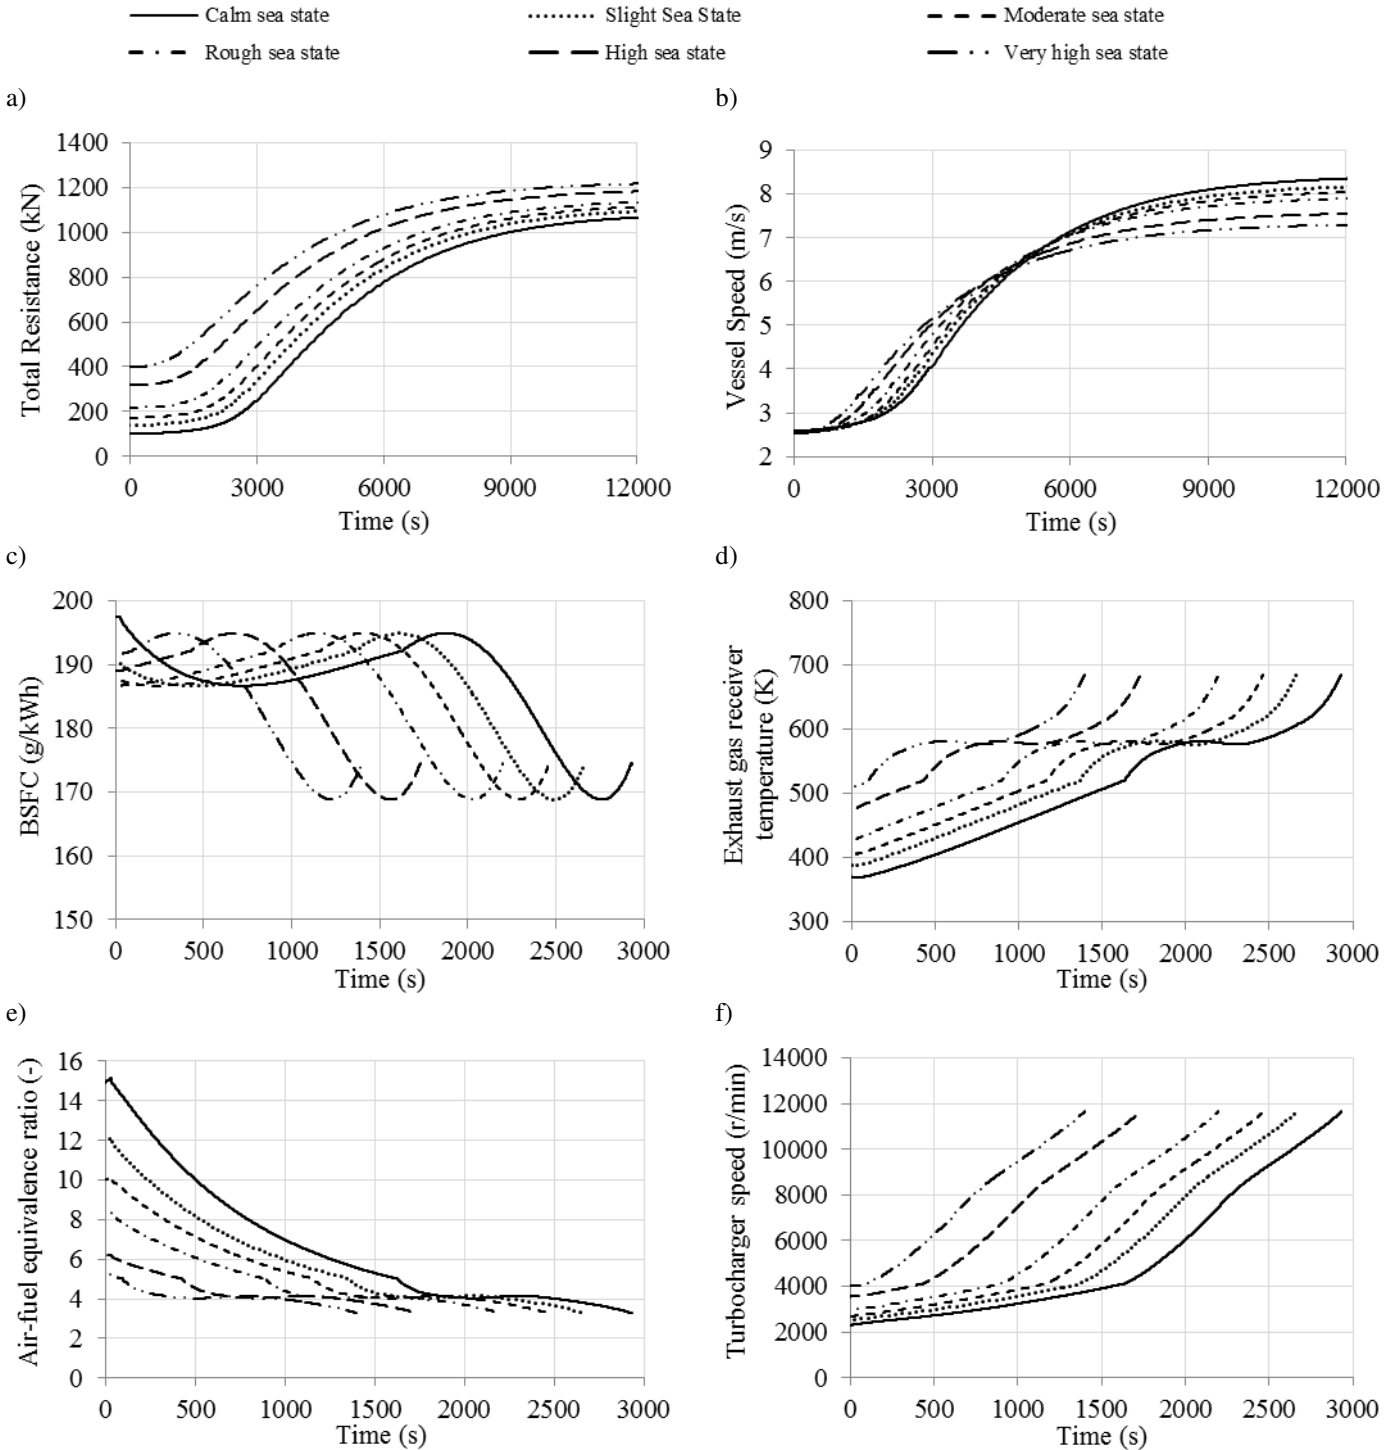 Calm sea state Slight Sea State Moderate sea state
Rough sea state High sea state Very high sea state
a) b)
Total Resistance (kN)
1400
1200
1000
800
600
400
200
0
0 3000 6000 9000 12000
Time (s)
Vessel Speed (m/s)
9
8
7
6
5
4
3
2
0 3000 6000 9000 12000
Time (s)
c) d)
BSFC (g/kWh)
200
190
180
170
160
150
0 500 1000 1500 2000 2500 3000
Time (s)
Exhaust gas receiver
temperature (K)
800
700
600
500
400
300
0 500 1000 1500 2000 2500 3000
Time (s)
e) f)
Air-fuel equivalence ratio (-)
16
14
12
10
8
6
4
2
0
0 500 1000 1500 2000 2500 3000
Time (s)
Turbocharger speed (r/min)
14000
12000
10000
8000
6000
4000
2000
0
0 500 1000 1500 2000 2500 3000
Time (s)